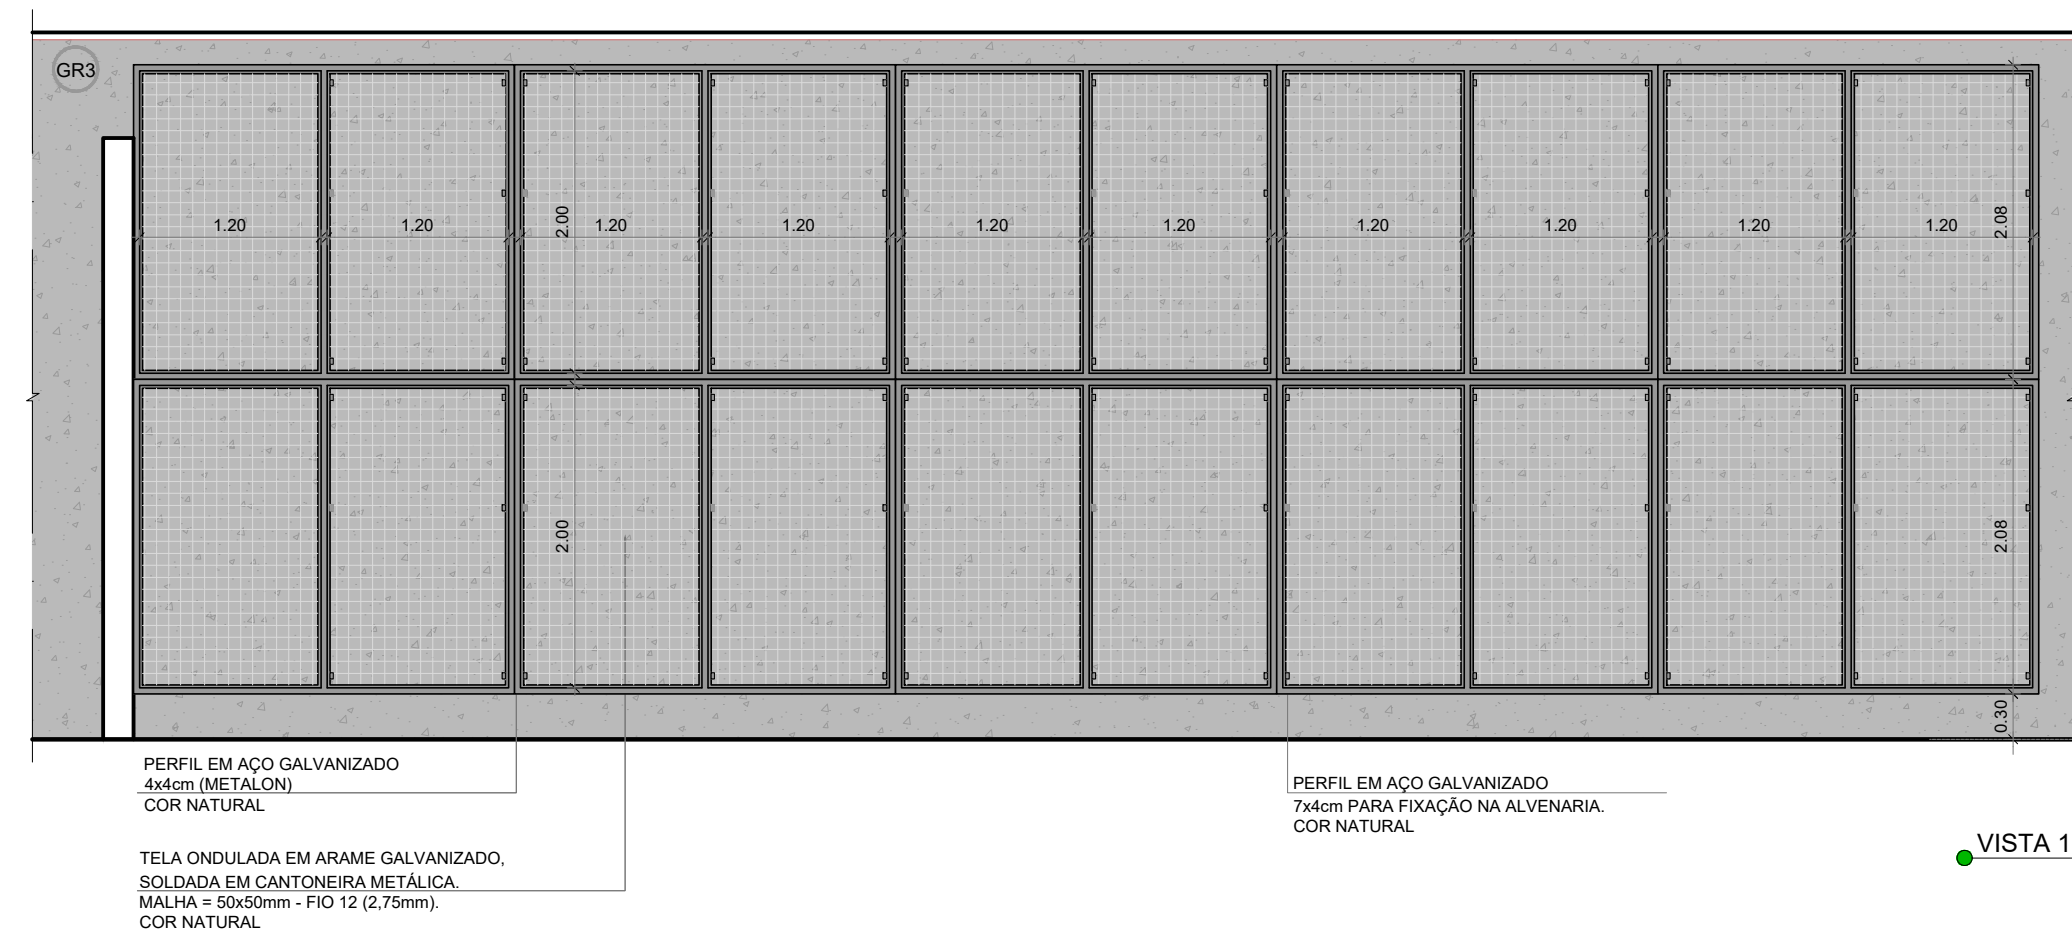 GR3
1.20
1.20
2.00
1.20
1.20
1.20
1.20
1.20
1.20
1.20
1.20
2.08
2.00
2.08
0.30
PERFIL EM AÇO GALVANIZADO
4x4cm (METALON)
COR NATURAL
PERFIL EM AÇO GALVANIZADO
7x4cm PARA FIXAÇÃO NA ALVENARIA.
COR NATURAL
TELA ONDULADA EM ARAME GALVANIZADO,
SOLDADA EM CANTONEIRA METÁLICA.
MALHA = 50x50mm - FIO 12 (2,75mm).
COR NATURAL
VISTA 1